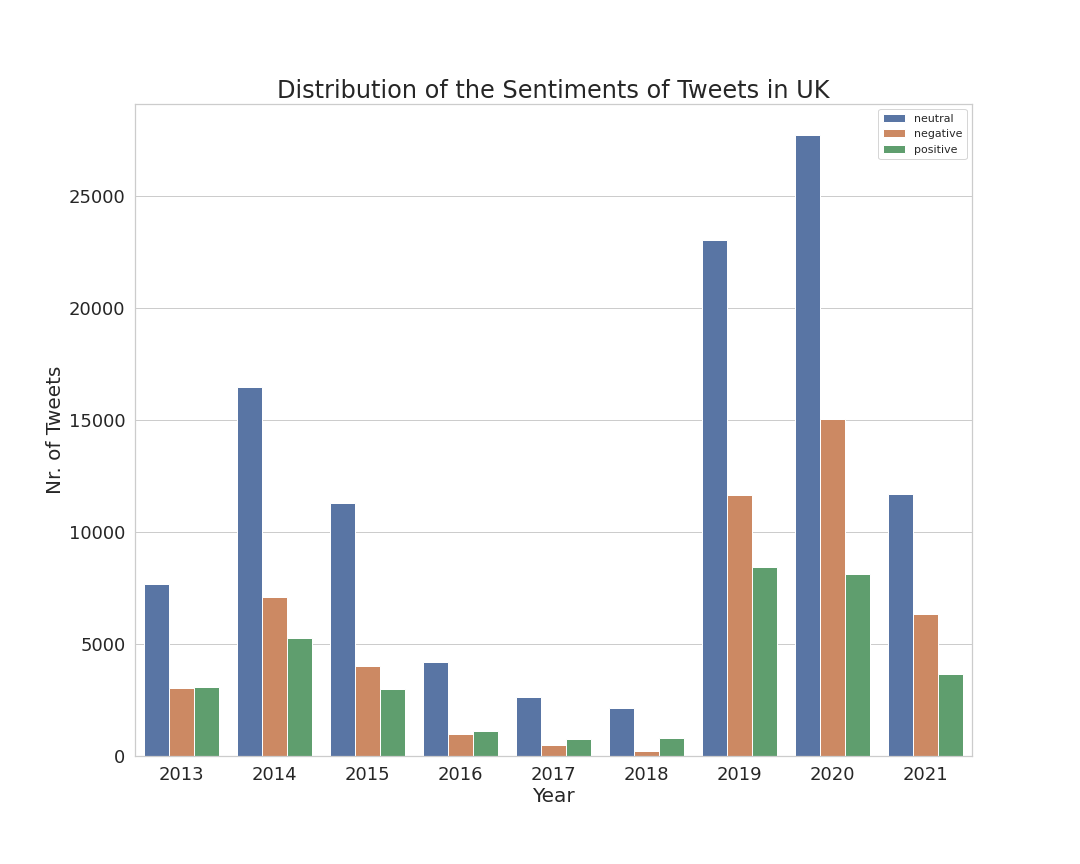 Distribution of the Sentiments of Tweets in UK
neutral
negative
positive
25000
20000
15000
10000
5000
0
Nr. of Tweets
2013 2014 2015 2016 2017 2018 2019 2020 2021
Year